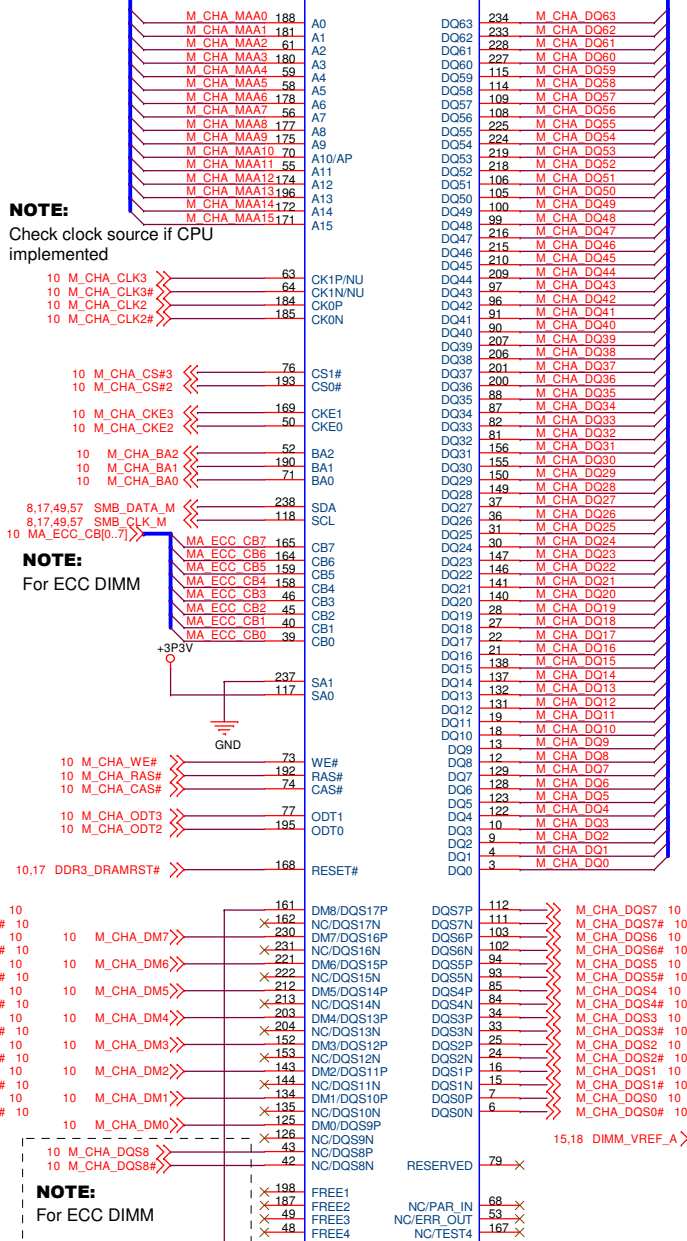 M_CHA_MAA0 188 A0
M_CHA_MAA1 181 A1
M_CHA_MAA2 61 A2
M_CHA_MAA3 180 A3
M_CHA_MAA4 59 A4
M_CHA_MAA5 58 A5
M_CHA_MAA6 178 A6
M_CHA_MAA7 56 A7
M_CHA_MAA8 177 A8
M_CHA_MAA9 175 A9
M_CHA_MAA10 70 A10/AP
M_CHA_MAA11 55 A11
M_CHA_MAA12 174 A12
M_CHA_MAA13 196 A13
M_CHA_MAA14 172 A14
M_CHA_MAA15 171 A15
NOTE:
Check clock source if CPU
implemented
10 M_CHA_CLK3 63 CK1P/NU
10 M_CHA_CLK3# 64 CK1N/NU
10 M_CHA_CLK2 184 CK0P
10 M_CHA_CLK2# 185 CK0N
10 M_CHA_CS#3 76 CS1#
10 M_CHA_CS#2 193 CS0#
10 M_CHA_CKE3 169 CKE1
10 M_CHA_CKE2 50 CKE0
10 M_CHA_BA2 52 BA2
10 M_CHA_BA1 190 BA1
10 M_CHA_BA0 71 BA0
8,17,49,57 SMB_DATA_M 238 SDA
8,17,49,57 SMB_CLK_M 118 SCL
10 MA_ECC_CB[0..7]
NOTE:
For ECC DIMM
MA_ECC_CB7 165 CB7
MA_ECC_CB6 164 CB6
MA_ECC_CB5 159 CB5
MA_ECC_CB4 158 CB4
MA_ECC_CB3 46 CB3
MA_ECC_CB2 45 CB2
MA_ECC_CB1 40 CB1
MA_ECC_CB0 39 CB0
+3P3V
237 SA1
117 SA0
GND
10 M_CHA_WE# 73 WE#
10 M_CHA_RAS# 192 RAS#
10 M_CHA_CAS# 74 CAS#
10 M_CHA_ODT3 77 ODT1
10 M_CHA_ODT2 195 ODT0
10,17 DDR3_DRAMRST# 168 RESET#
10 161 DM8/DQS17P
# 10 162 NC/DQS17N
10 10 M_CHA_DM7 230 DM7/DQS16P
# 10 231 NC/DQS16N
10 10 M_CHA_DM6 221 DM6/DQS15P
# 10 222 NC/DQS15N
10 10 M_CHA_DM5 212 DM5/DQS14P
# 10 213 NC/DQS14N
10 10 M_CHA_DM4 203 DM4/DQS13P
# 10 204 NC/DQS13N
10 10 M_CHA_DM3 152 DM3/DQS12P
# 10 153 NC/DQS12N
10 10 M_CHA_DM2 143 DM2/DQS11P
# 10 144 NC/DQS11N
10 10 M_CHA_DM1 134 DM1/DQS10P
# 10 135 NC/DQS10N
10 M_CHA_DM0 125 DM0/DQS9P
126 NC/DQS9N
10 M_CHA_DQS8 43 NC/DQS8P
10 M_CHA_DQS8# 42 NC/DQS8N
NOTE:
For ECC DIMM
198 FREE1
187 FREE2
49 FREE3
48 FREE4
DQ63 234 M_CHA_DQ63
DQ62 233 M_CHA_DQ62
DQ61 228 M_CHA_DQ61
DQ60 227 M_CHA_DQ60
DQ59 115 M_CHA_DQ59
DQ58 114 M_CHA_DQ58
DQ57 109 M_CHA_DQ57
DQ56 108 M_CHA_DQ56
DQ55 225 M_CHA_DQ55
DQ54 224 M_CHA_DQ54
DQ53 219 M_CHA_DQ53
DQ52 218 M_CHA_DQ52
DQ51 106 M_CHA_DQ51
DQ50 105 M_CHA_DQ50
DQ49 100 M_CHA_DQ49
DQ48 99 M_CHA_DQ48
DQ47 216 M_CHA_DQ47
DQ46 215 M_CHA_DQ46
DQ45 210 M_CHA_DQ45
DQ44 209 M_CHA_DQ44
DQ43 97 M_CHA_DQ43
DQ42 96 M_CHA_DQ42
DQ41 91 M_CHA_DQ41
DQ40 90 M_CHA_DQ40
DQ39 207 M_CHA_DQ39
DQ38 206 M_CHA_DQ38
DQ37 201 M_CHA_DQ37
DQ36 200 M_CHA_DQ36
DQ35 88 M_CHA_DQ35
DQ34 87 M_CHA_DQ34
DQ33 82 M_CHA_DQ33
DQ32 81 M_CHA_DQ32
DQ31 156 M_CHA_DQ31
DQ30 155 M_CHA_DQ30
DQ29 150 M_CHA_DQ29
DQ28 149 M_CHA_DQ28
DQ27 37 M_CHA_DQ27
DQ26 36 M_CHA_DQ26
DQ25 31 M_CHA_DQ25
DQ24 30 M_CHA_DQ24
DQ23 147 M_CHA_DQ23
DQ22 146 M_CHA_DQ22
DQ21 141 M_CHA_DQ21
DQ20 140 M_CHA_DQ20
DQ19 28 M_CHA_DQ19
DQ18 27 M_CHA_DQ18
DQ17 22 M_CHA_DQ17
DQ16 21 M_CHA_DQ16
DQ15 138 M_CHA_DQ15
DQ14 137 M_CHA_DQ14
DQ13 132 M_CHA_DQ13
DQ12 131 M_CHA_DQ12
DQ11 19 M_CHA_DQ11
DQ10 18 M_CHA_DQ10
DQ9 13 M_CHA_DQ9
DQ8 12 M_CHA_DQ8
DQ7 129 M_CHA_DQ7
DQ6 128 M_CHA_DQ6
DQ5 123 M_CHA_DQ5
DQ4 122 M_CHA_DQ4
DQ3 10 M_CHA_DQ3
DQ2 9 M_CHA_DQ2
DQ1 4 M_CHA_DQ1
DQ0 3 M_CHA_DQ0
DQS7P 112 M_CHA_DQS7 10
DQS7N 111 M_CHA_DQS7# 10
DQS6P 103 M_CHA_DQS6 10
DQS6N 102 M_CHA_DQS6# 10
DQS5P 94 M_CHA_DQS5 10
DQS5N 93 M_CHA_DQS5# 10
DQS4P 85 M_CHA_DQS4 10
DQS4N 84 M_CHA_DQS4# 10
DQS3P 34 M_CHA_DQS3 10
DQS3N 33 M_CHA_DQS3# 10
DQS2P 25 M_CHA_DQS2 10
DQS2N 24 M_CHA_DQS2# 10
DQS1P 16 M_CHA_DQS1 10
DQS1N 15 M_CHA_DQS1# 10
DQS0P 7 M_CHA_DQS0 10
DQS0N 6 M_CHA_DQS0# 10
15,18 DIMM_VREF_A
RESERVED 79
NC/PAR_IN 68
NC/ERR_OUT 53
NC/TEST4 167